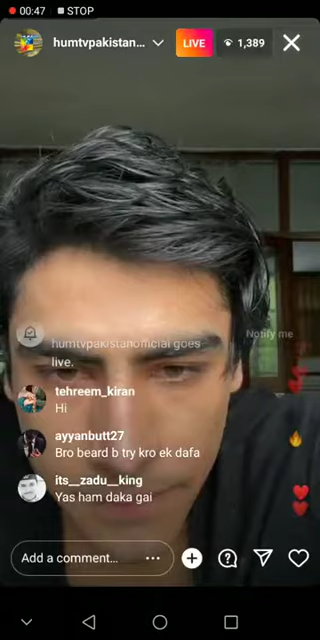 00:47 STOP
humtvpakistan... LIVE 1,389
humtvpakistanofficial goes
live.
Notify me
tehreem_kiran
Hi
ayyanbutt27
Bro beard b try kro ek dafa
its__zadu__king
Yas ham daka gai
Add a comment...